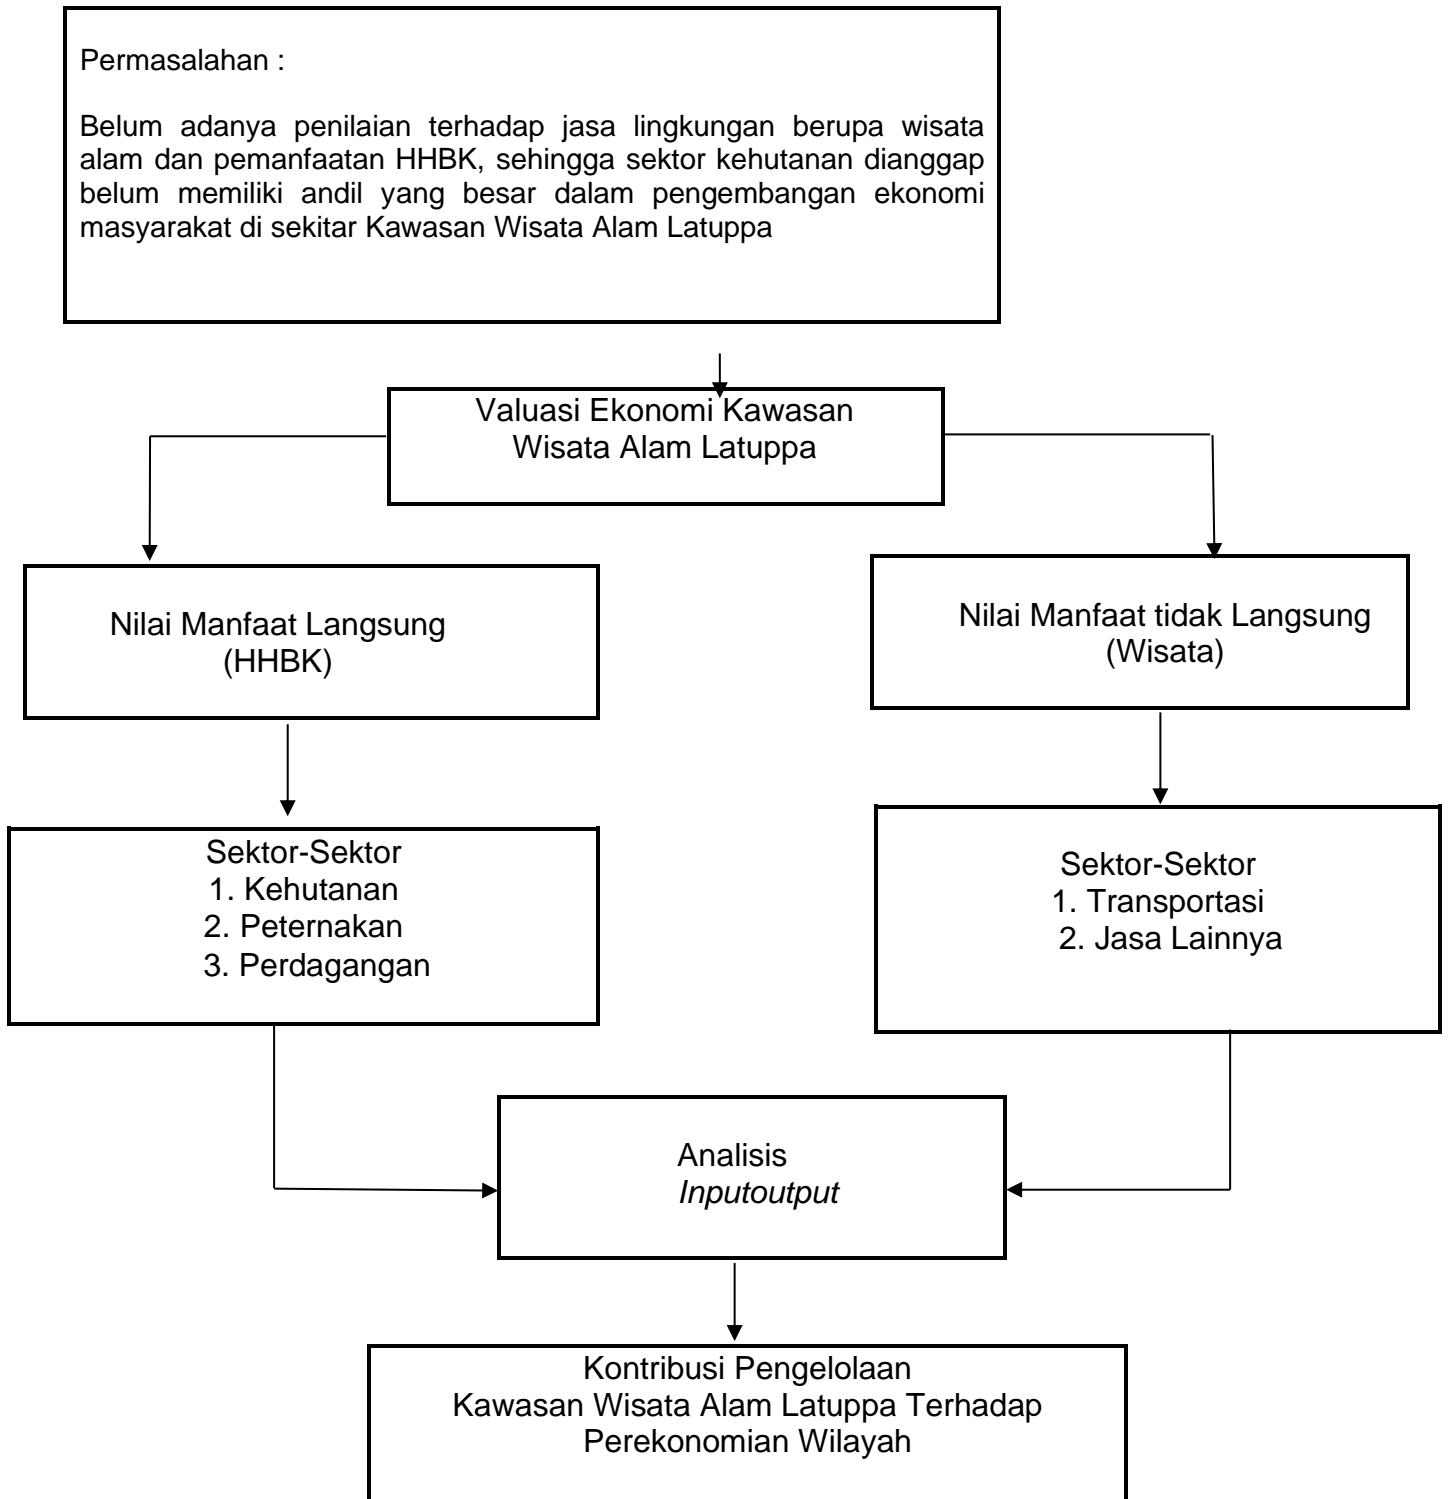 Permasalahan :
Belum adanya penilaian terhadap jasa lingkungan berupa wisata
alam dan pemanfaatan HHBK, sehingga sektor kehutanan dianggap
belum memiliki andil yang besar dalam pengembangan ekonomi
masyarakat di sekitar Kawasan Wisata Alam Latuppa
Valuasi Ekonomi Kawasan
Wisata Alam Latuppa
Nilai Manfaat Langsung
(HHBK)
Nilai Manfaat tidak Langsung
(Wisata)
Sektor-Sektor
1. Kehutanan
2. Peternakan
3. Perdagangan
Sektor-Sektor
1. Transportasi
2. Jasa Lainnya
Analisis
Inputoutput
Kontribusi Pengelolaan
Kawasan Wisata Alam Latuppa Terhadap
Perekonomian Wilayah